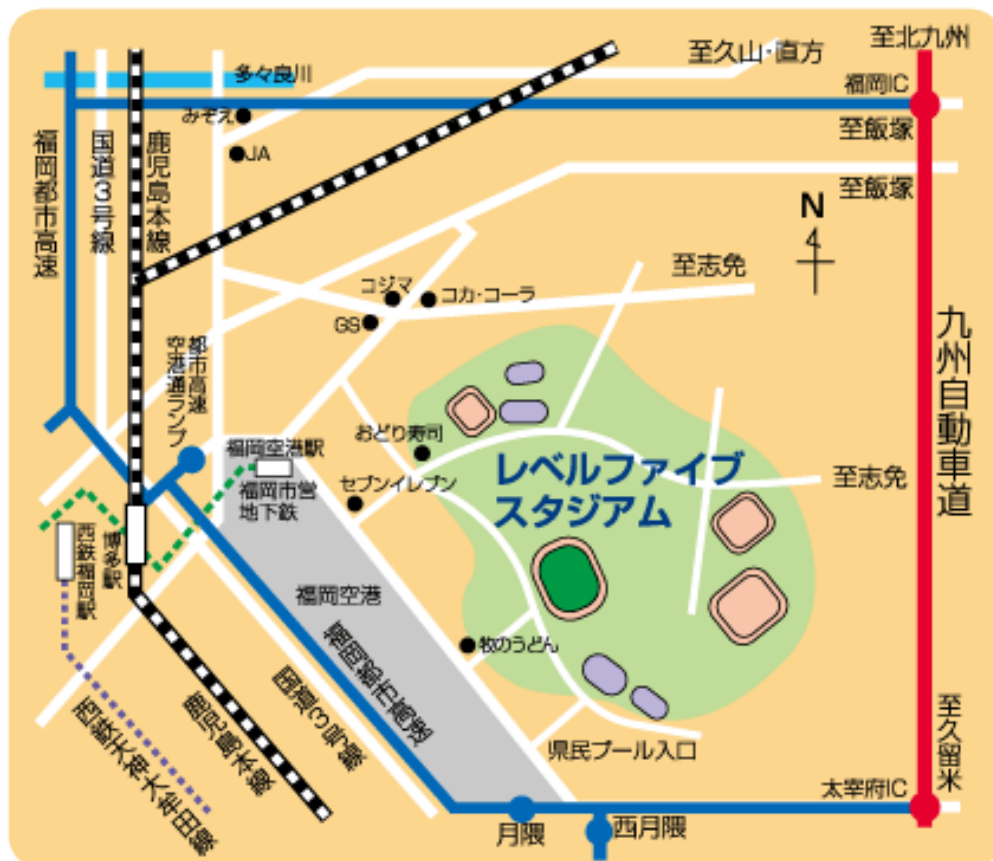 至北九州
至久山・直方
多々良川
福岡IC
みぞえ
至飯塚
JA
福岡都市高速
国道3号線
鹿児島本線
至飯塚
N
至志免
コジマ
コカ・コーラ
GS
九州自動車道
都市高速
空港通ランプ
おどり寿司
福岡空港駅
レベルファイブ
スタジアム
至志免
セブンイレブン
福岡市営
地下鉄
博多駅
西鉄福岡駅
福岡空港
福岡都市高速
牧のうどん
国道3号線
鹿児島本線
西鉄天神大牟田線
至久留米
県民プール入口
太宰府IC
月隈
西月隈